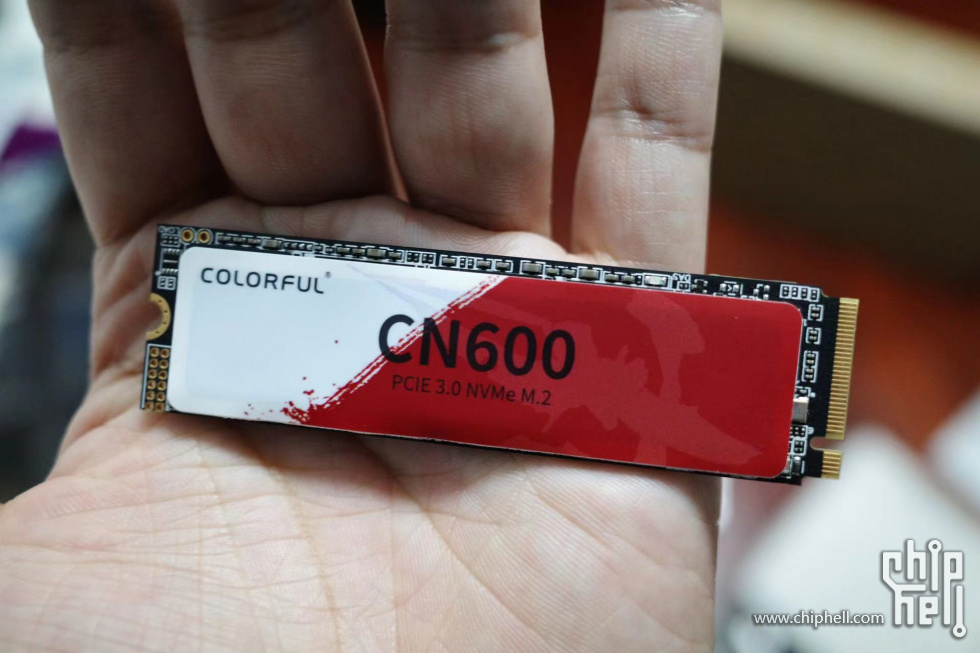 COLORFUL®
CN600
PCIE 3.0 NVMe M.2
www.chiphell.com
chip
hell